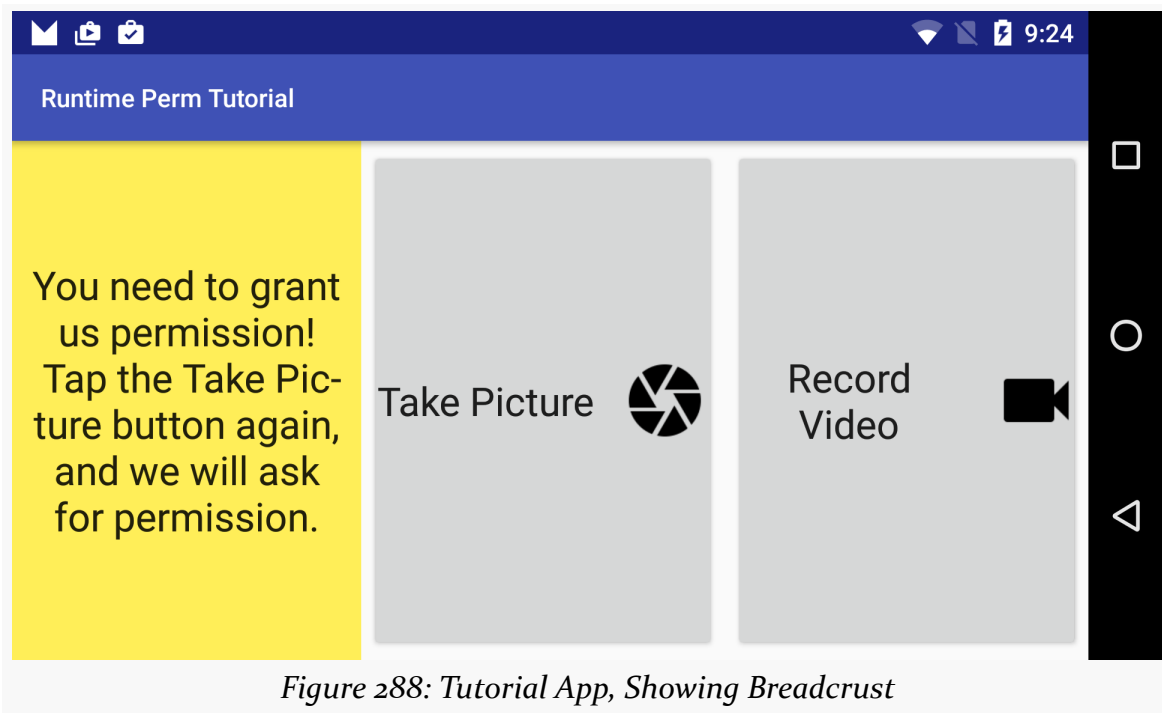 9:24
Runtime Perm Tutorial
You need to grant
us permission!
Tap the Take Pic-
ture button again,
and we will ask
for permission.
Take Picture
Record
Video
Figure 288: Tutorial App, Showing Breadcrust